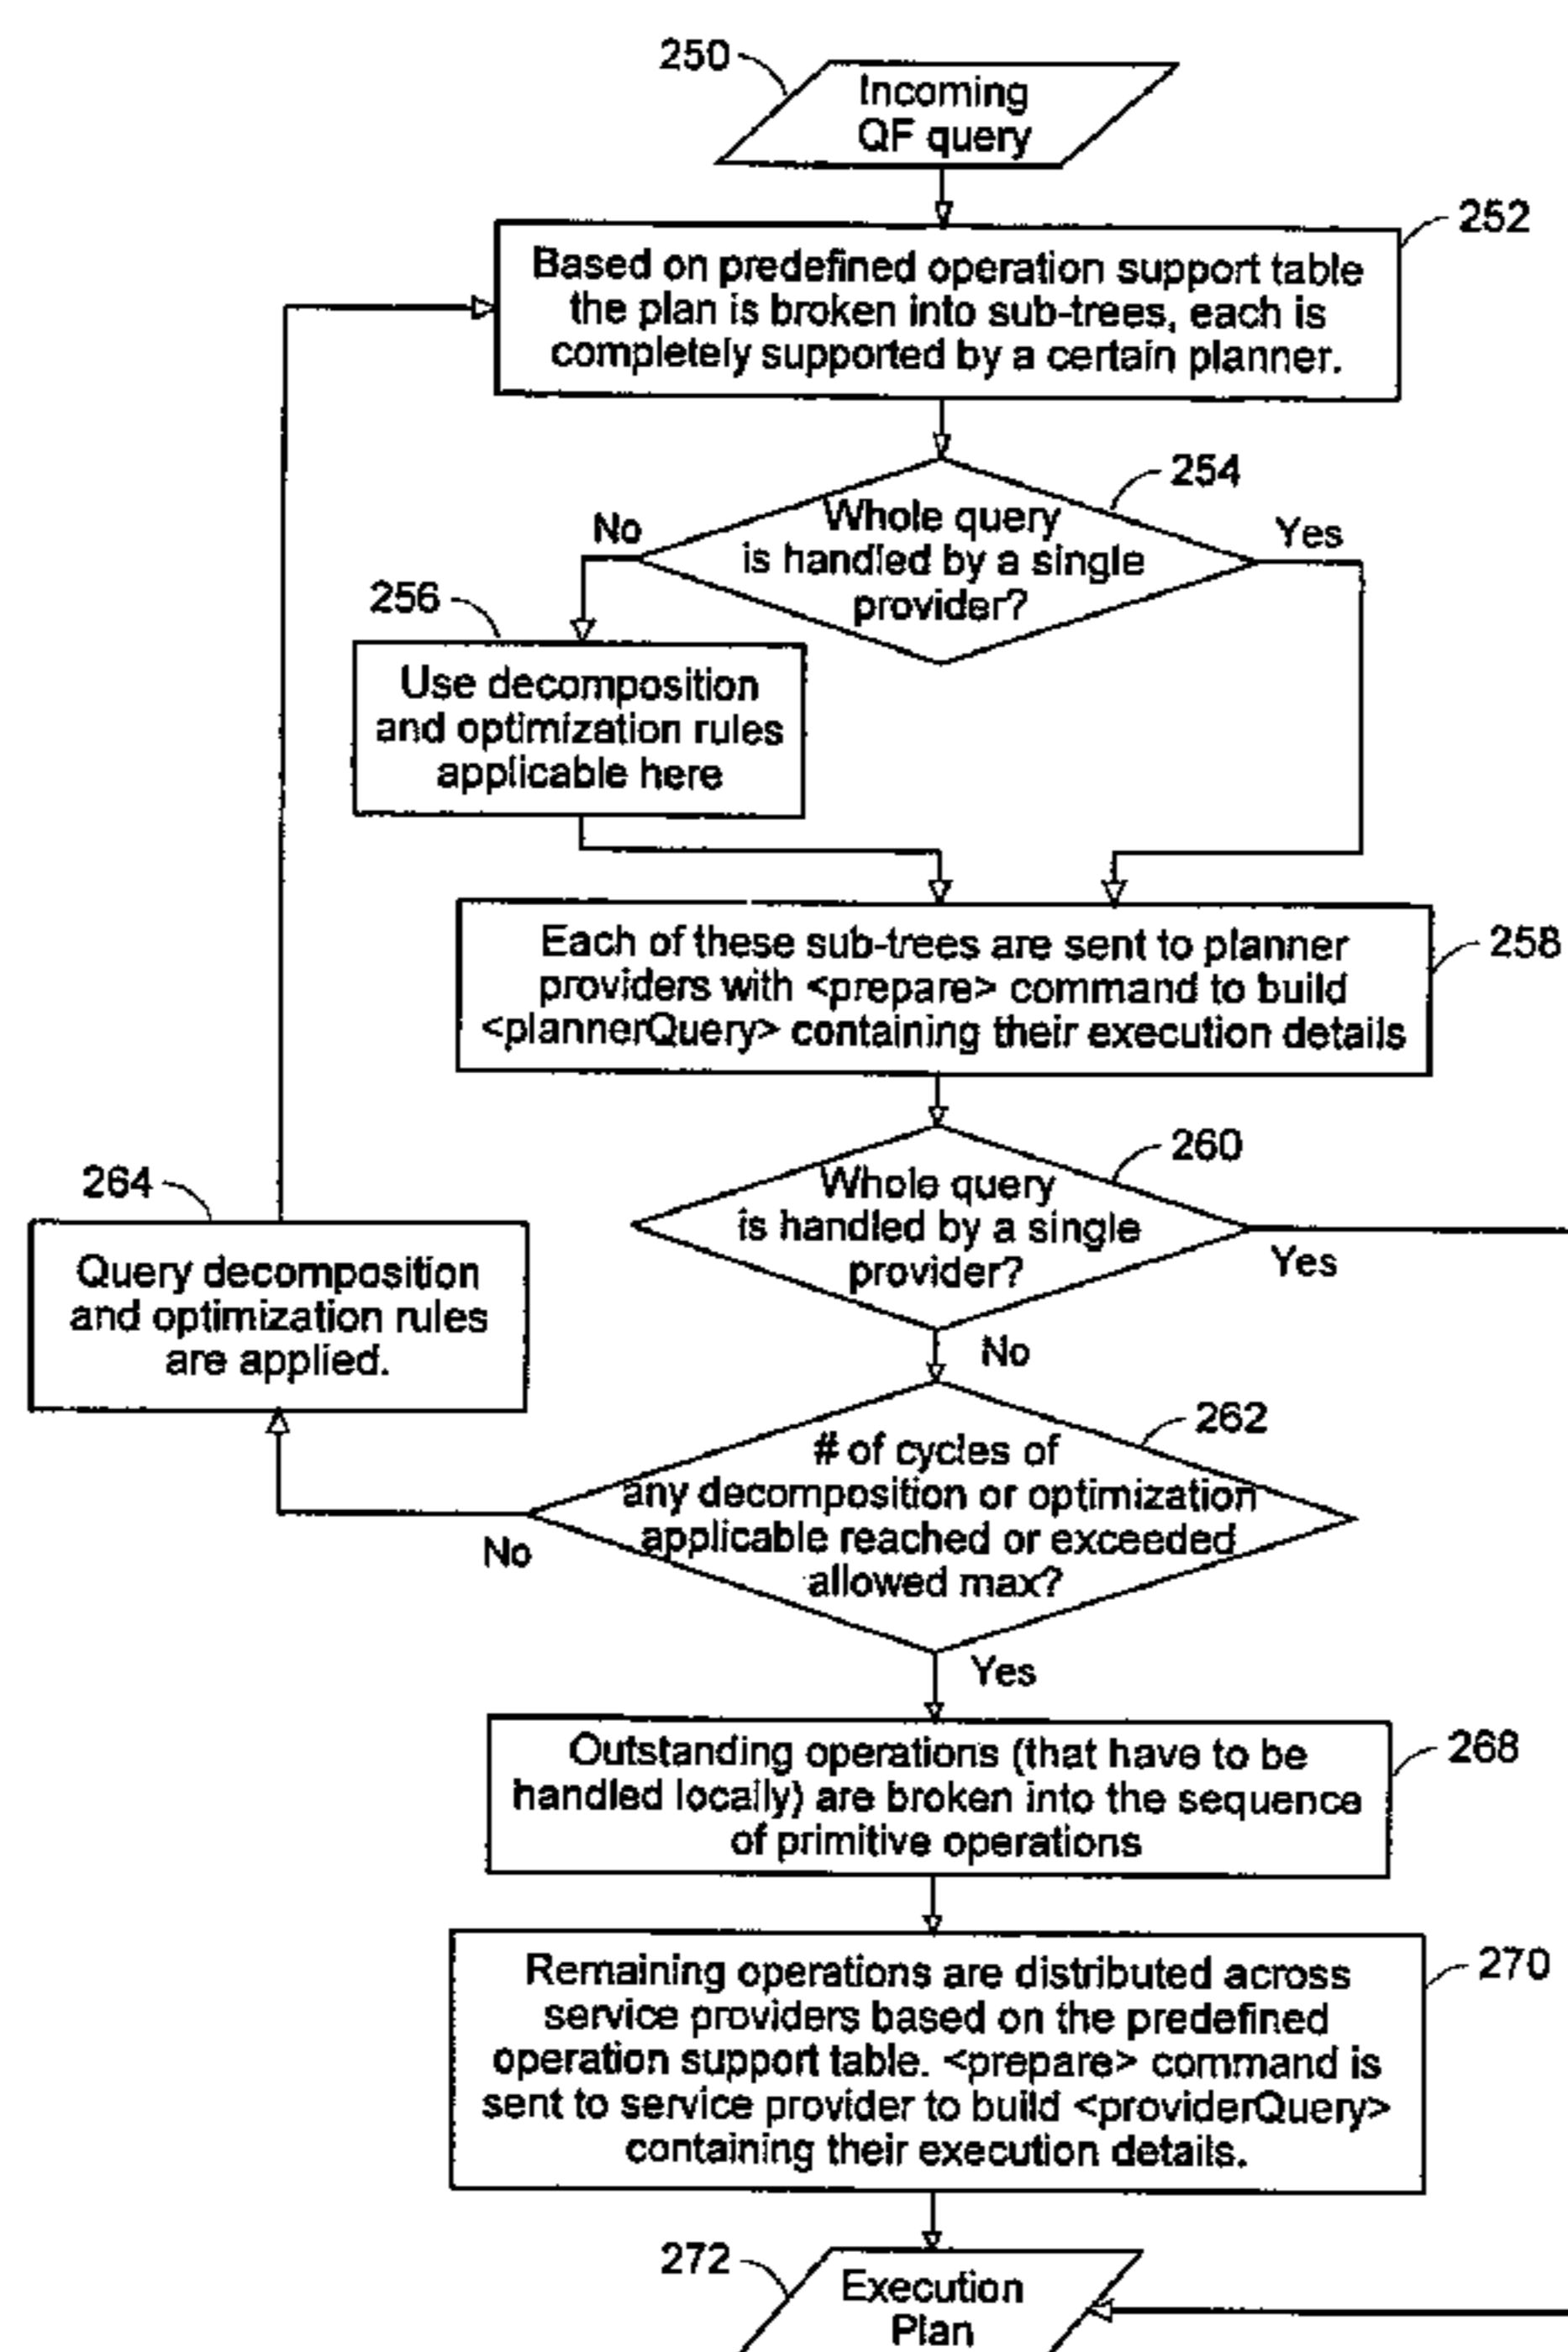 250
Incoming
QF query
252
Based on predefined operation support table
the plan is broken into sub-trees, each is
completely supported by a certain planner.
254
Whole query
is handled by a single
provider?
No
Yes
256
Use decomposition
and optimization rules
applicable here
258
Each of these sub-trees are sent to planner
providers with <prepare> command to build
<plannerQuery> containing their execution details
260
Whole query
is handled by a single
provider?
Yes
No
264
Query decomposition
and optimization rules
are applied.
262
# of cycles of
any decomposition or optimization
applicable reached or exceeded
allowed max?
No
Yes
268
Outstanding operations (that have to be
handled locally) are broken into the sequence
of primitive operations
270
Remaining operations are distributed across
service providers based on the predefined
operation support table. <prepare> command is
sent to service provider to build <providerQuery>
containing their execution details.
272
Execution
Plan